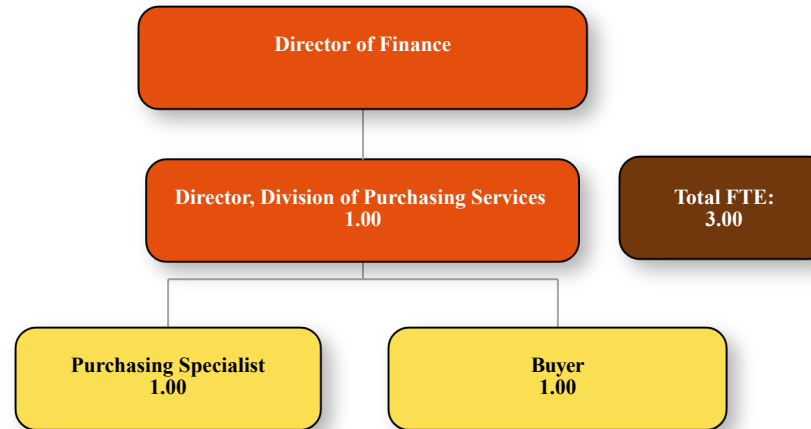 Director of Finance
Director, Division of Purchasing Services
1.00
Total FTE:
3.00
Purchasing Specialist
1.00
Buyer
1.00